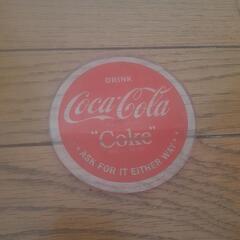 DRINK
Coca-Cola
"Coke"
• ASK FOR IT EITHER WAY •